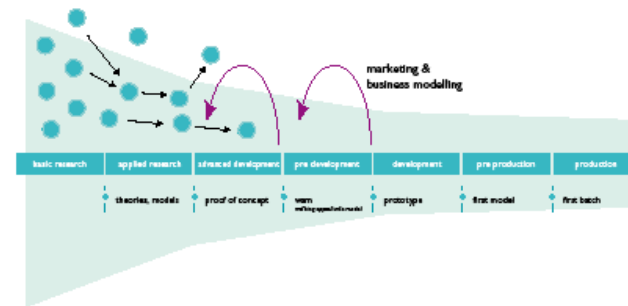 marketing &
business modelling
basic research
applied research
advanced development
pre development
development
pre production
production
theories, models
proof of concept
wam
prototype
first model
first batch